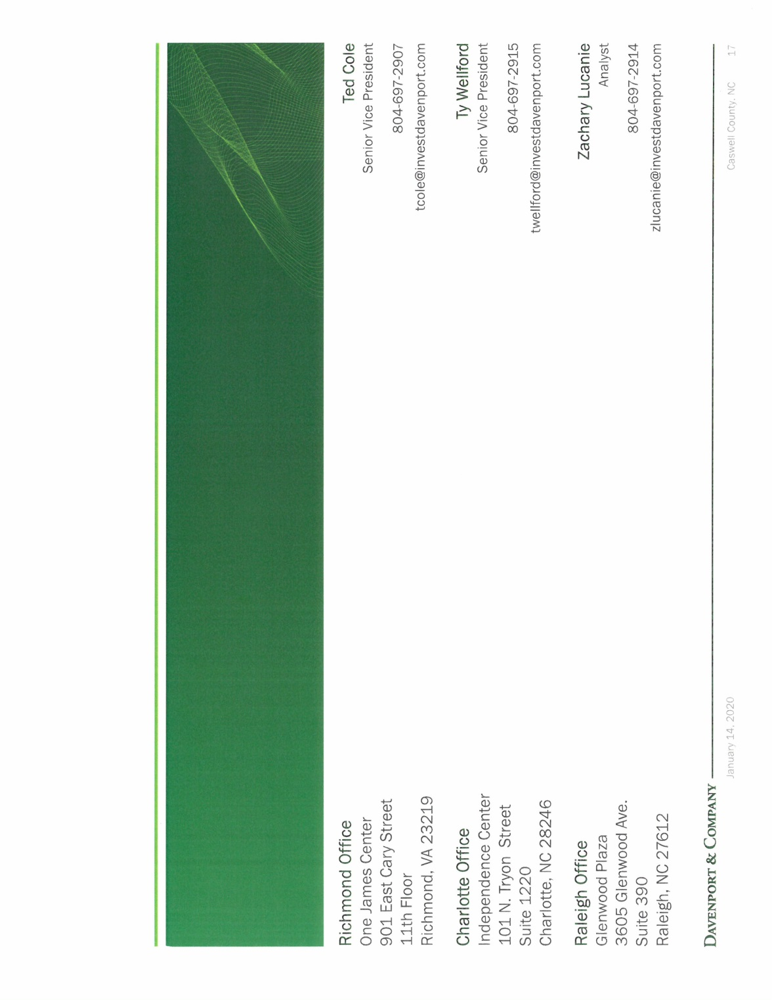 Richmond Office
One James Center
901 East Cary Street
11th Floor
Richmond, VA 23219
Charlotte Office
Independence Center
101 N. Tryon Street
Suite 1220
Charlotte, NC 28246
Raleigh Office
Glenwood Plaza
3605 Glenwood Ave.
Suite 390
Raleigh, NC 27612
Ted Cole
Senior Vice President
804-697-2907
tcole@investdavenport.com
Ty Wellford
Senior Vice President
804-697-2915
twellford@investdavenport.com
Zachary Lucanie
Analyst
804-697-2914
zlucanie@investdavenport.com
DAVENPORT & COMPANY
January 14, 2020
Caswell County, NC 17